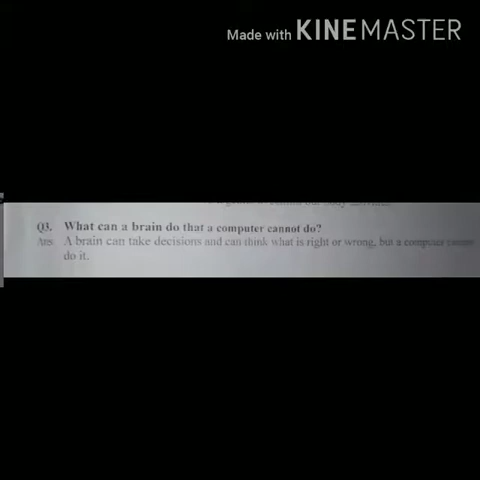 Made with KINEMASTER
Q3. What can a brain do that a computer cannot do?
Ans A brain can take decisions and can think what is right or wrong, but a computer cannot
do it.